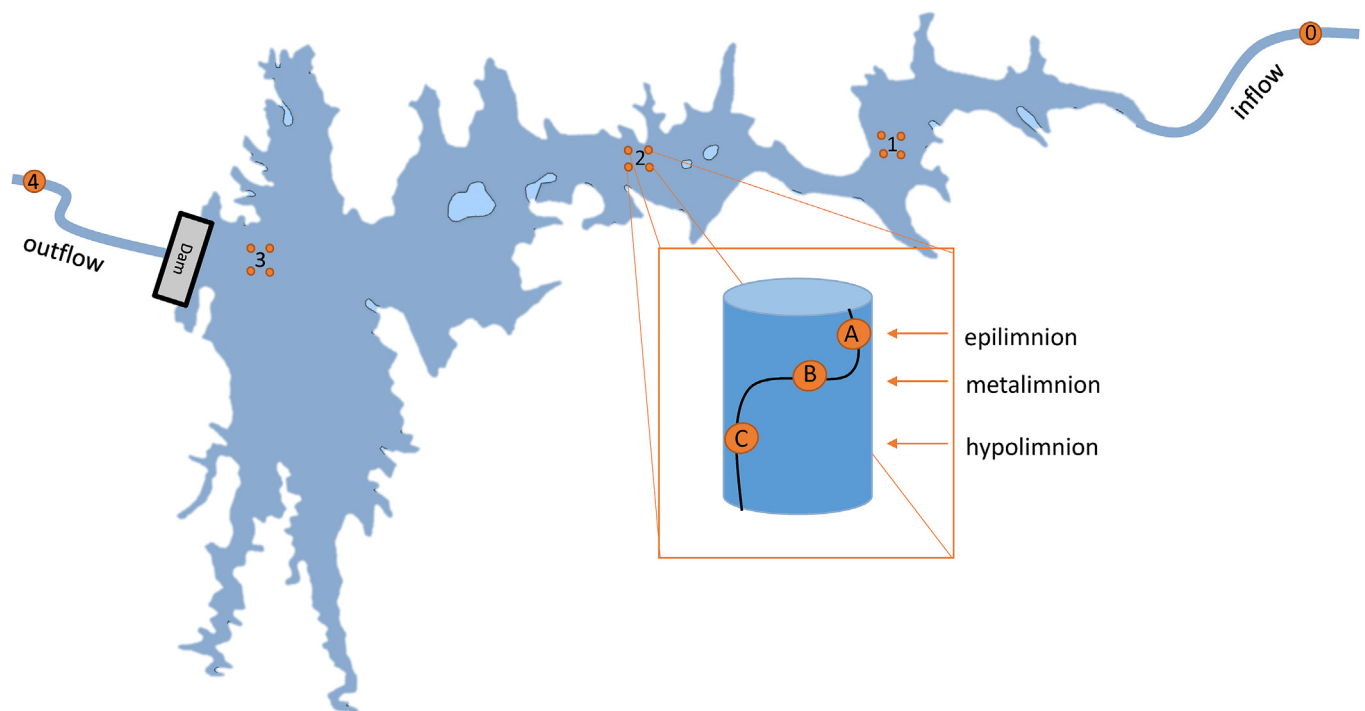 0
inflow
1
2
4
outflow
Dam
3
A
epilimnion
B
metalimnion
C
hypolimnion